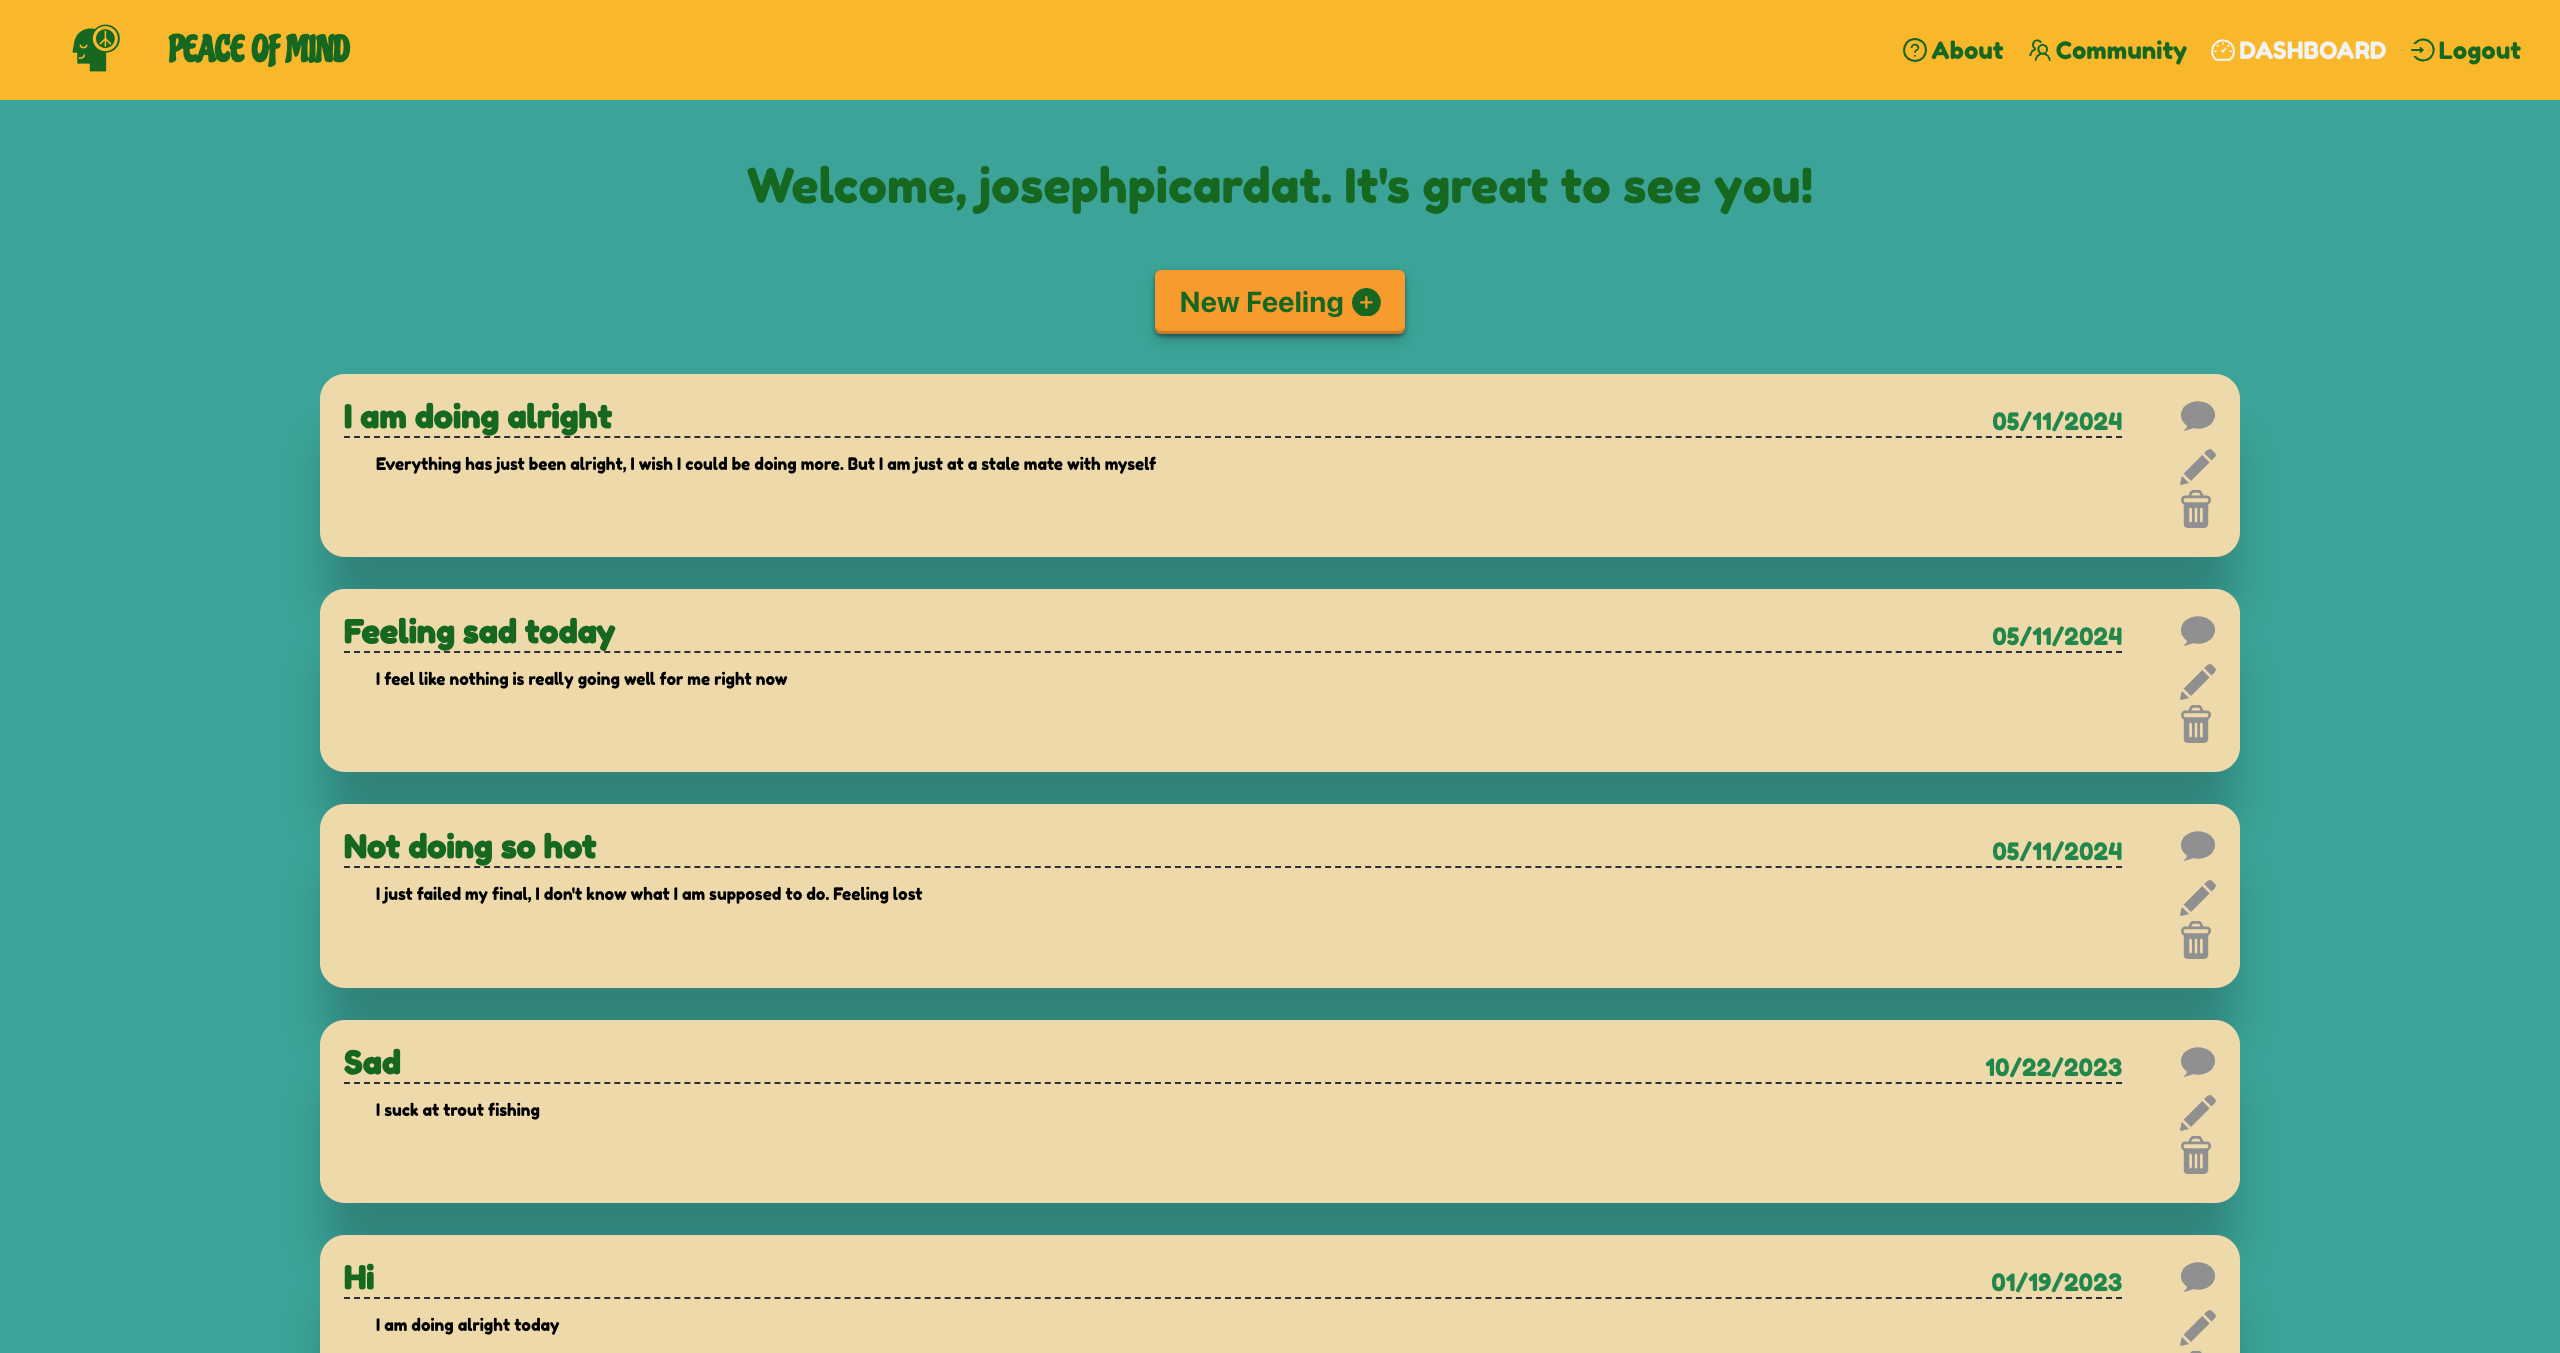 PEACE OF MIND
About Community DASHBOARD Logout
Welcome, josephpicardat. It's great to see you!
New Feeling
I am doing alright 05/11/2024
Everything has just been alright, I wish I could be doing more. But I am just at a stale mate with myself
Feeling sad today 05/11/2024
I feel like nothing is really going well for me right now
Not doing so hot 05/11/2024
I just failed my final, I don't know what I am supposed to do. Feeling lost
Sad 10/22/2023
I suck at trout fishing
Hi 01/19/2023
I am doing alright today